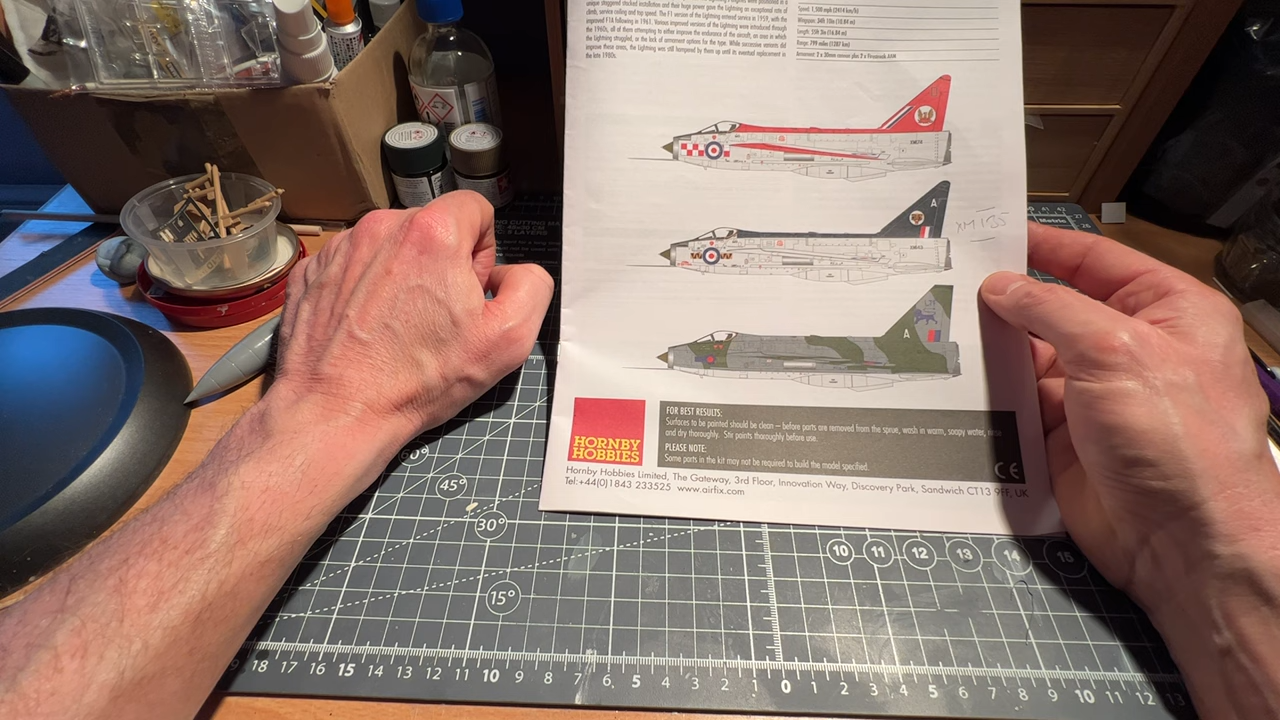 climb, service ceiling and top speed. The F1 version of the Lightning entered service in 1959, with the
improved F1A following in 1961. Various improved versions of the Lightning were introduced through
the 1960s, all of them attempting to either improve the endurance of the aircraft, an area in which
the Lightning struggled, or the lack of armament options for the type. While successive versions did
improve these areas, the Lightning was still hampered by them up until its eventual replacement in
the late 1980s.
Length: 55ft 3in (16.84 m)
Range: 799 miles (1287 km)
A
A
FOR BEST RESULTS:
Surfaces to be painted should be clean – before parts are removed from the sprue, wash in warm, soapy water, rinse
and dry thoroughly. Stir paints thoroughly before use.
PLEASE NOTE:
Some parts in the kit may not be required to build the model specified.
CE
HORNBY
HOBBIES
Hornby Hobbies Limited, The Gateway, 3rd Floor, Innovation Way, Discovery Park, Sandwich CT13 9FF, UK
Tel:+44(0)1843 233525 www.airfix.com
60°
45°
30°
15°
10 11 12 13 14 15
18 17 16 15 14 13 12 11 10 9 8 7 6 5 4 3 2 1 0 1 2 3 4 5 6 7 8 9 10 11 12 13